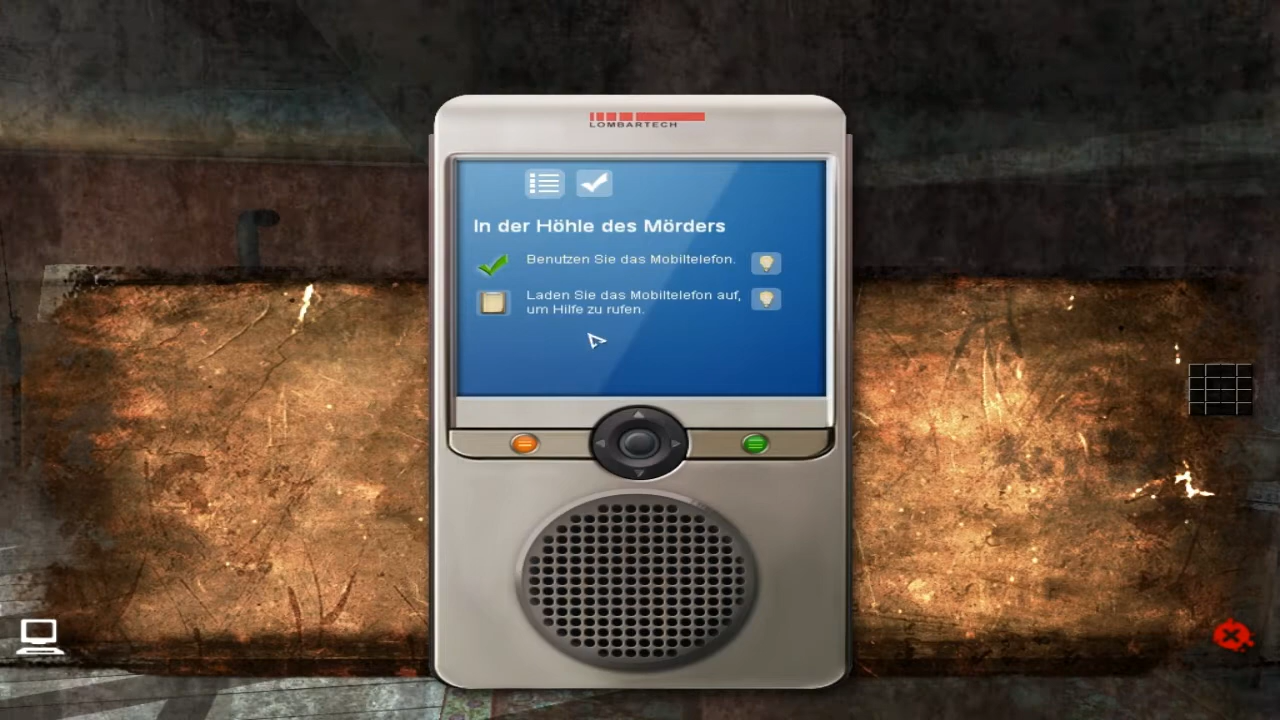 LOMBARTECH
In der Höhle des Mörders
Benutzen Sie das Mobiltelefon.
Laden Sie das Mobiltelefon auf,
um Hilfe zu rufen.